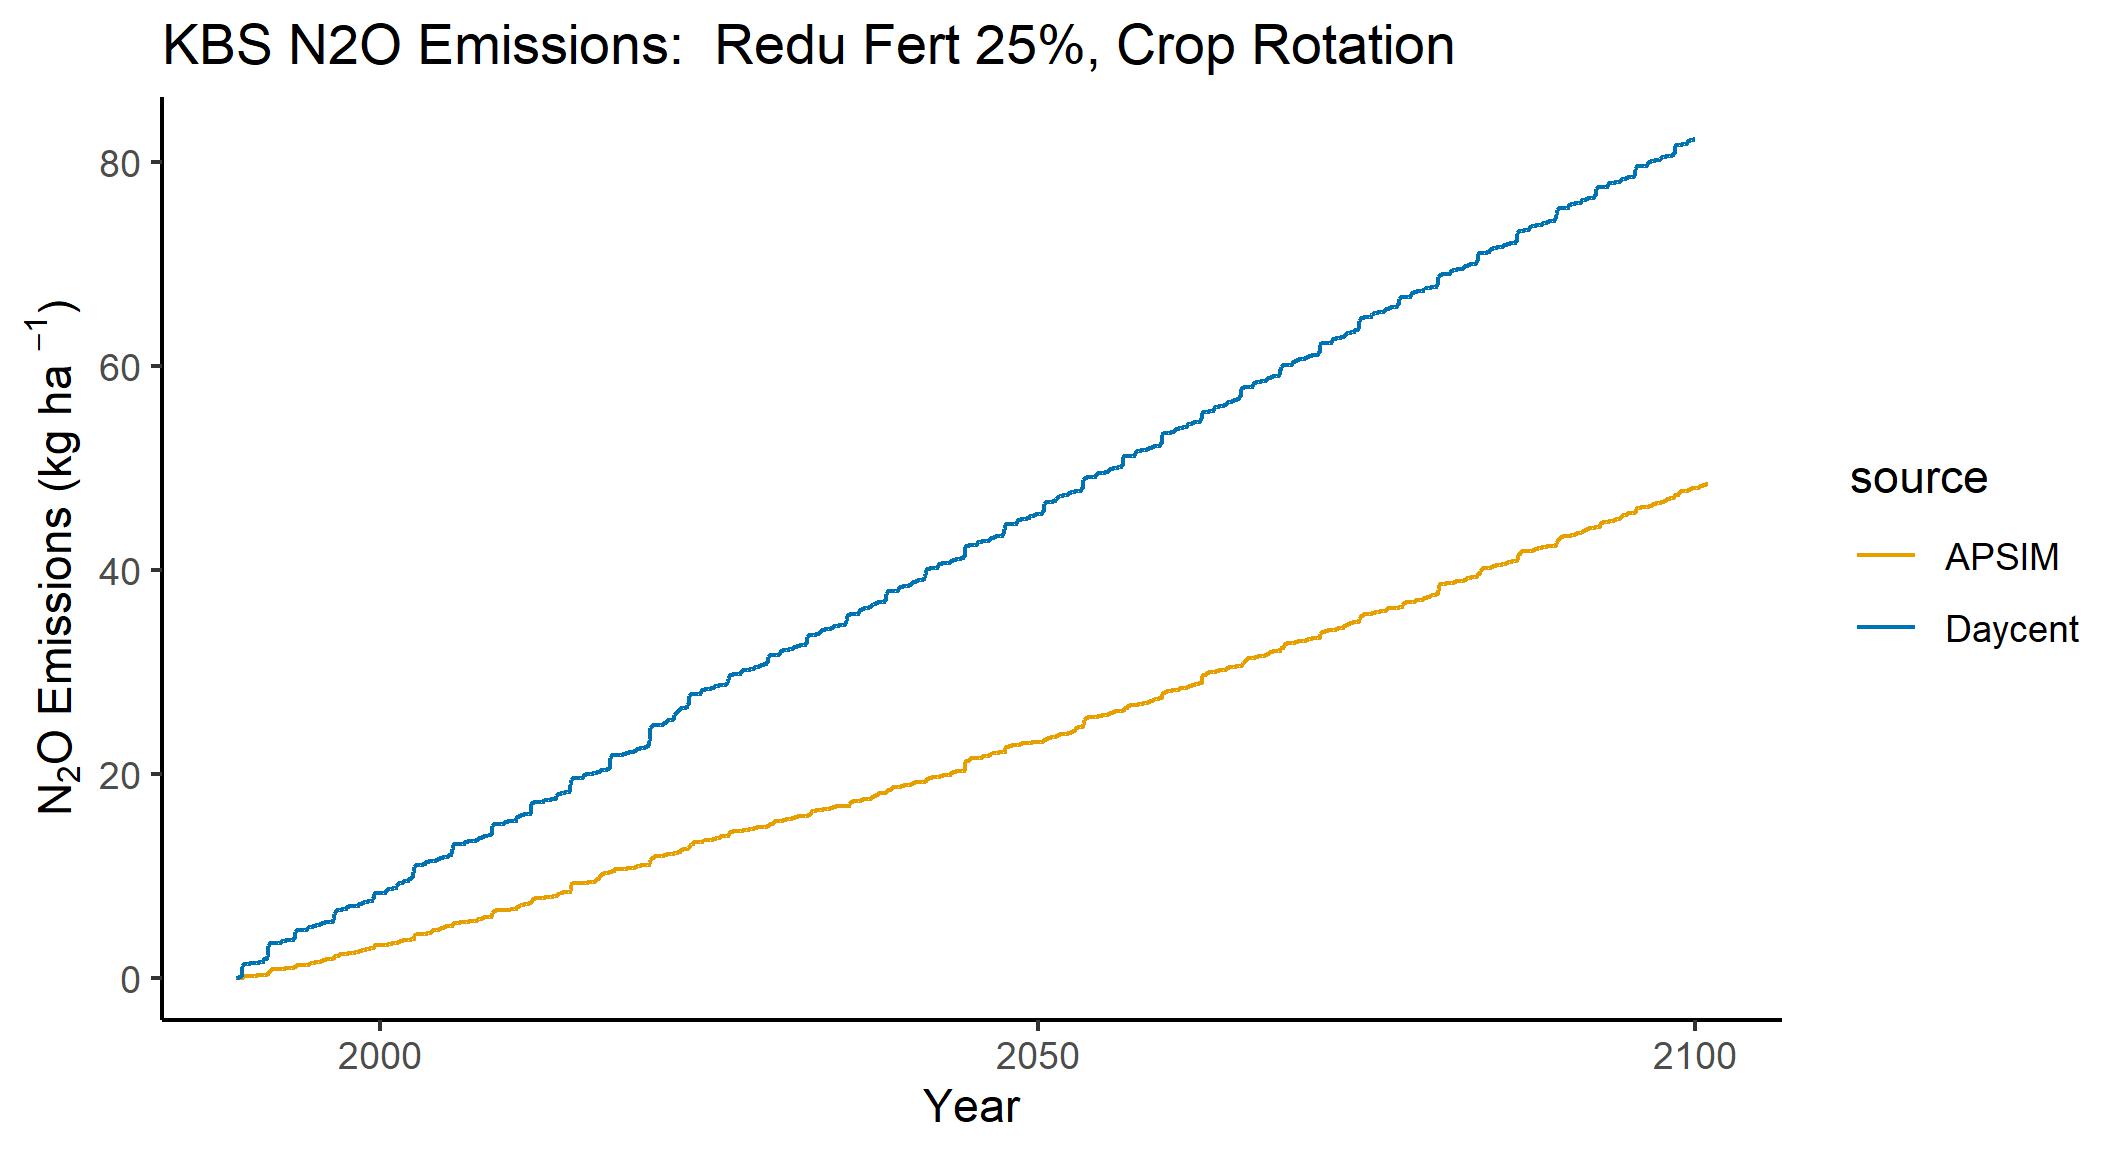 KBS N2O Emissions:  Redu Fert 25%, Crop Rotation
N₂O Emissions (kg ha ⁻¹)
80
60
40
20
0
2000 2050 2100
Year
source
APSIM
Daycent